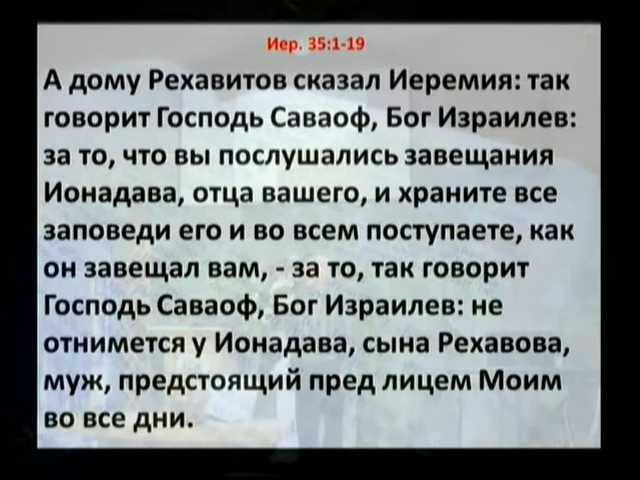 Иер. 35:1-19
А дому Рехавитов сказал Иеремия: так
говорит Господь Саваоф, Бог Израилев:
за то, что вы послушались завещания
Ионадава, отца вашего, и храните все
заповеди его и во всем поступаете, как
он завещал вам, - за то, так говорит
Господь Саваоф, Бог Израилев: не
отнимется у Ионадава, сына Рехавова,
муж, предстоящий пред лицем Моим
во все дни.